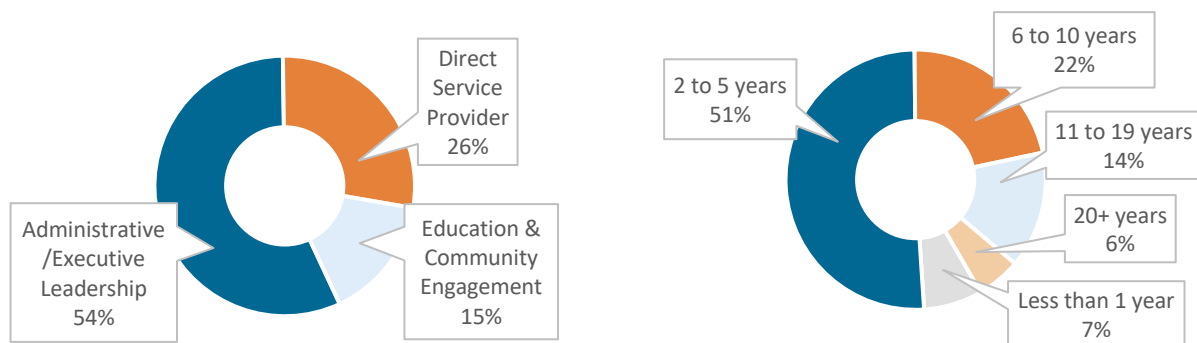 Direct
Service
Provider
26%
Administrative
/Executive
Leadership
54%
Education &
Community
Engagement
15%
6 to 10 years
22%
2 to 5 years
51%
11 to 19 years
14%
20+ years
6%
Less than 1 year
7%